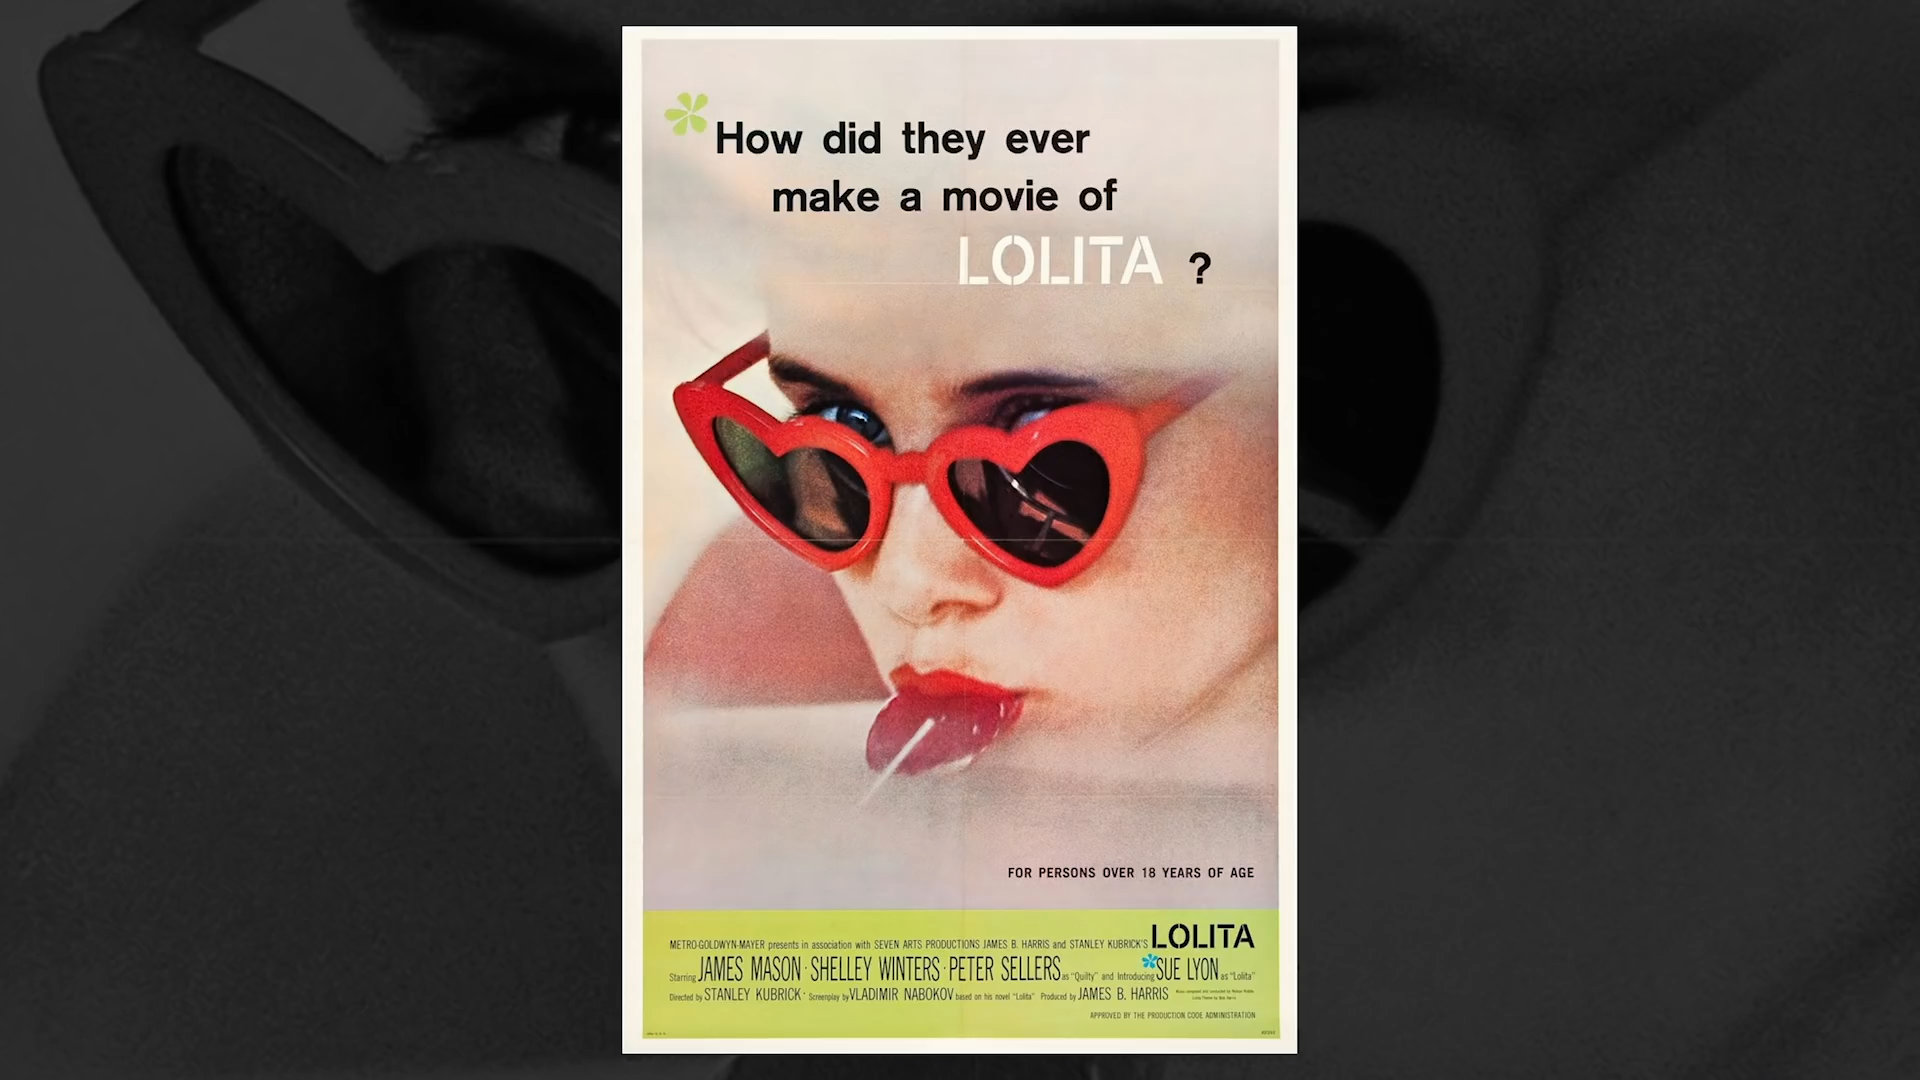 How did they ever
make a movie of
LOLITA ?
FOR PERSONS OVER 18 YEARS OF AGE
METRO-GOLDWYN-MAYER presents in association with SEVEN ARTS PRODUCTIONS JAMES B. HARRIS and STANLEY KUBRICK'S LOLITA
Starring JAMES MASON · SHELLEY WINTERS · PETER SELLERS as "Quilty" and Introducing SUE LYON as "Lolita"
Directed by STANLEY KUBRICK · Screenplay by VLADIMIR NABOKOV based on his novel "Lolita" Produced by JAMES B. HARRIS
APPROVED BY THE PRODUCTION CODE ADMINISTRATION